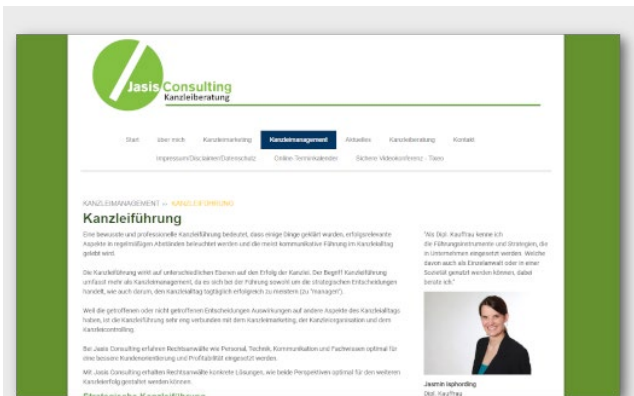 Jasis Consulting
Kanzleiberatung
Start über mich Kanzleimarketing Kanzleimanagement Aktuelles Kanzleiberatung Kontakt
Impressum/Disclaimer/Datenschutz Online-Terminkalender Sichere Videokonferenz - Tixeo
KANZLEIMANAGEMENT >> KANZLEIFÜHRUNG
Kanzleiführung
Eine bewusste und professionelle Kanzleiführung bedeutet, dass einige Dinge geklärt wurden, erfolgsrelevante
Aspekte in regelmäßigen Abständen beleuchtet werden und die meist kommunikative Führung im Kanzleialltag
gelebt wird.
Die Kanzleiführung wirkt auf unterschiedlichen Ebenen auf den Erfolg der Kanzlei. Der Begriff Kanzleiführung
umfasst mehr als Kanzleimanagement, da es sich bei der Führung sowohl um die strategischen Entscheidungen
handelt, wie auch darum, den Kanzleialltag tagtäglich erfolgreich zu meistern (zu "managen").
Weil die getroffenen oder nicht getroffenen Entscheidungen Auswirkungen auf andere Aspekte des Kanzleialltags
haben, ist die Kanzleiführung sehr eng verbunden mit dem Kanzleimarketing, der Kanzleiorganisation und dem
Kanzleicontrolling.
Bei Jasis Consulting erfahren Rechtsanwälte wie Personal, Technik, Kommunikation und Fachwissen optimal für
eine bessere Kundenorientierung und Profitabilität eingesetzt werden.
Mit Jasis Consulting erhalten Rechtsanwälte konkrete Lösungen, wie beide Perspektiven optimal für den weiteren
Kanzleierfolg gestaltet werden können.
Strategische Kanzleiführung
"Als Dipl. Kauffrau kenne ich
die Führungsinstrumente und Strategien, die
in Unternehmen eingesetzt werden. Welche
davon auch als Einzelanwalt oder in einer
Sozietät genutzt werden können, dabei
berate ich."
Jasmin Isphording
Dipl. Kauffrau